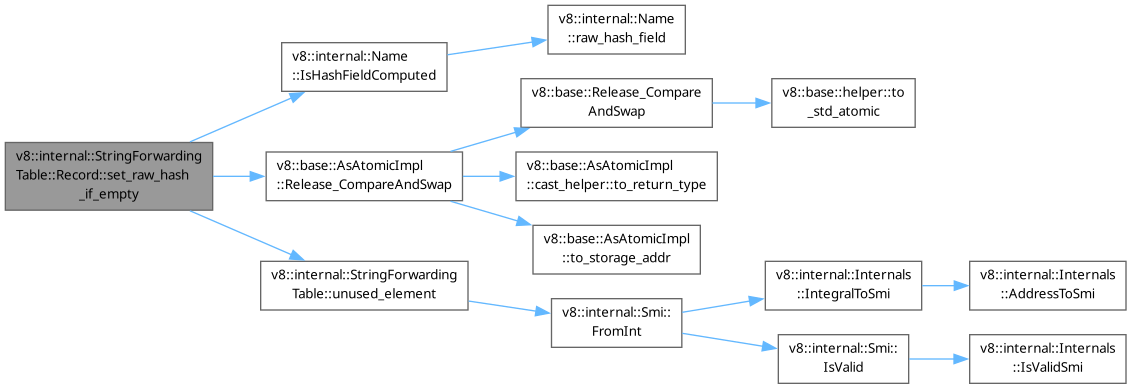 v8::internal::Name
::raw_hash_field
v8::internal::Name
::IsHashFieldComputed
v8::base::Release_Compare
AndSwap
v8::base::helper::to
_std_atomic
v8::internal::StringForwarding
Table::Record::set_raw_hash
_if_empty
v8::base::AsAtomicImpl
::Release_CompareAndSwap
v8::base::AsAtomicImpl
::cast_helper::to_return_type
v8::base::AsAtomicImpl
::to_storage_addr
v8::internal::StringForwarding
Table::unused_element
v8::internal::Smi::
FromInt
v8::internal::Internals
::IntegralToSmi
v8::internal::Internals
::AddressToSmi
v8::internal::Smi::
IsValid
v8::internal::Internals
::IsValidSmi